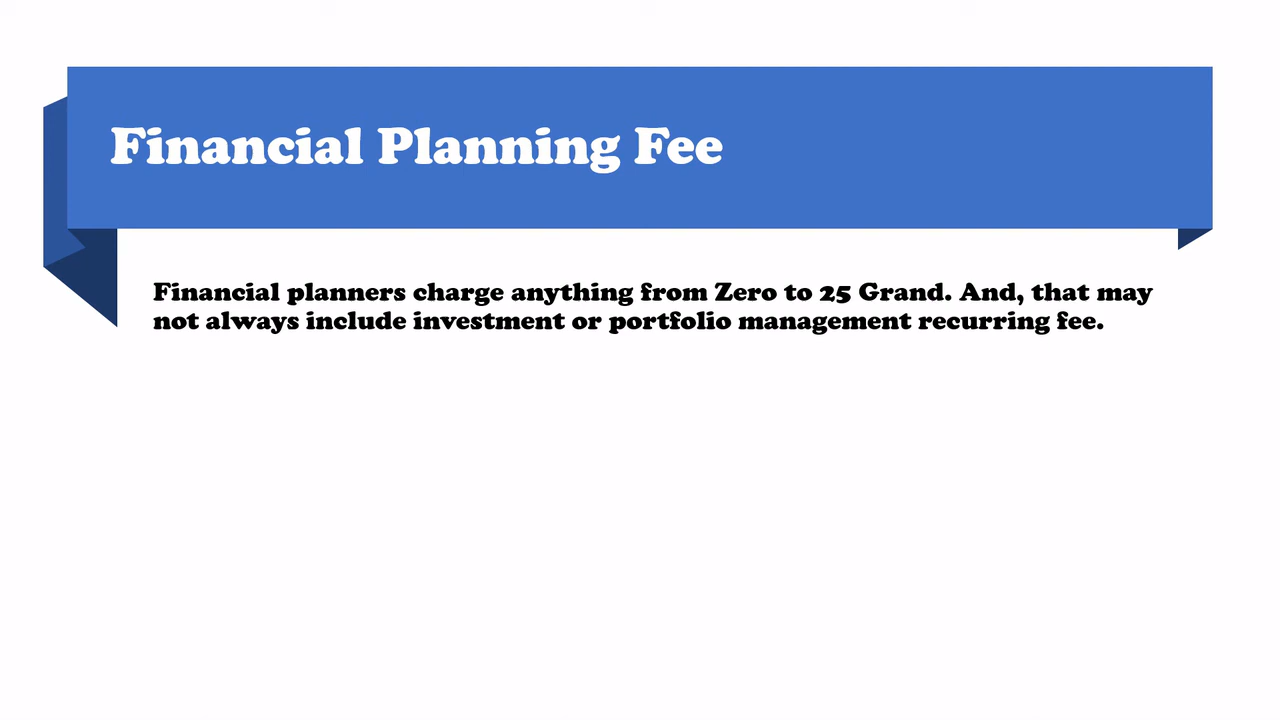 Financial Planning Fee
Financial planners charge anything from Zero to 25 Grand. And, that may
not always include investment or portfolio management recurring fee.